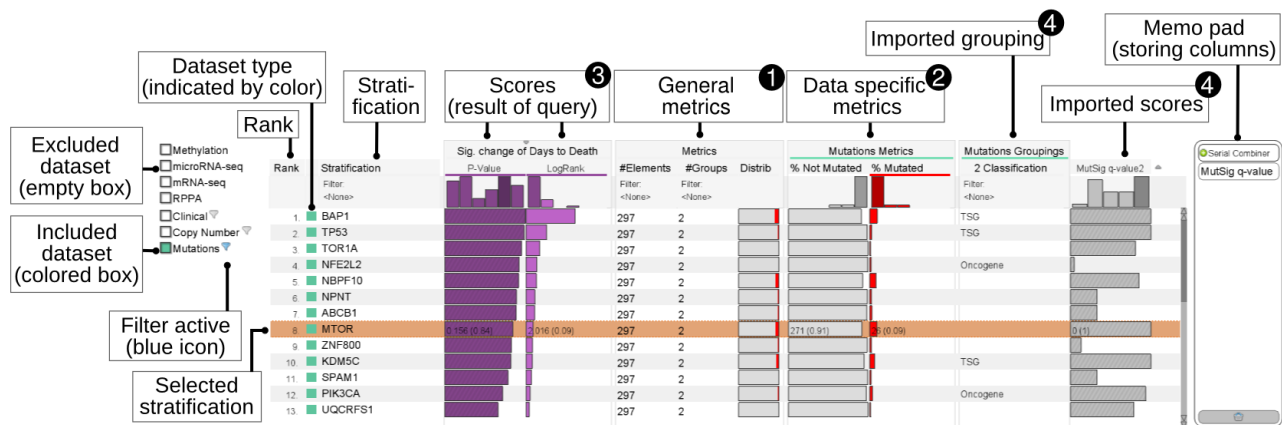 Imported grouping 4
Memo pad
(storing columns)
Dataset type
(indicated by color)
Strati-
fication
Scores 3
(result of query)
General 1
metrics
Data specific 2
metrics
Imported scores 4
Rank
Excluded
dataset
(empty box)
Included
dataset
(colored box)
Filter active
(blue icon)
Selected
stratification
Methylation
microRNA-seq
mRNA-seq
RPPA
Clinical
Copy Number
Mutations
Sig. change of Days to Death
Metrics
Mutations Metrics
Mutations Groupings
Rank Stratification P-Value LogRank #Elements #Groups Distrib % Not Mutated % Mutated 2 Classification MutSig q-value2
Filter: Filter: Filter: Filter:
<None> <None> <None> <None>
1. BAP1 297 2 TSG
2. TP53 297 2 TSG
3. TOR1A 297 2
4. NFE2L2 297 2 Oncogene
5. NBPF10 297 2
6. NPNT 297 2
7. ABCB1 297 2
8. MTOR 0.156 (0.84) 2.016 (0.09) 297 2 271 (0.91) 26 (0.09) 0 (1)
9. ZNF800 297 2
10. KDM5C 297 2 TSG
11. SPAM1 297 2
12. PIK3CA 297 2 Oncogene
13. UQCRFS1 297 2
Serial Combiner
MutSig q-value